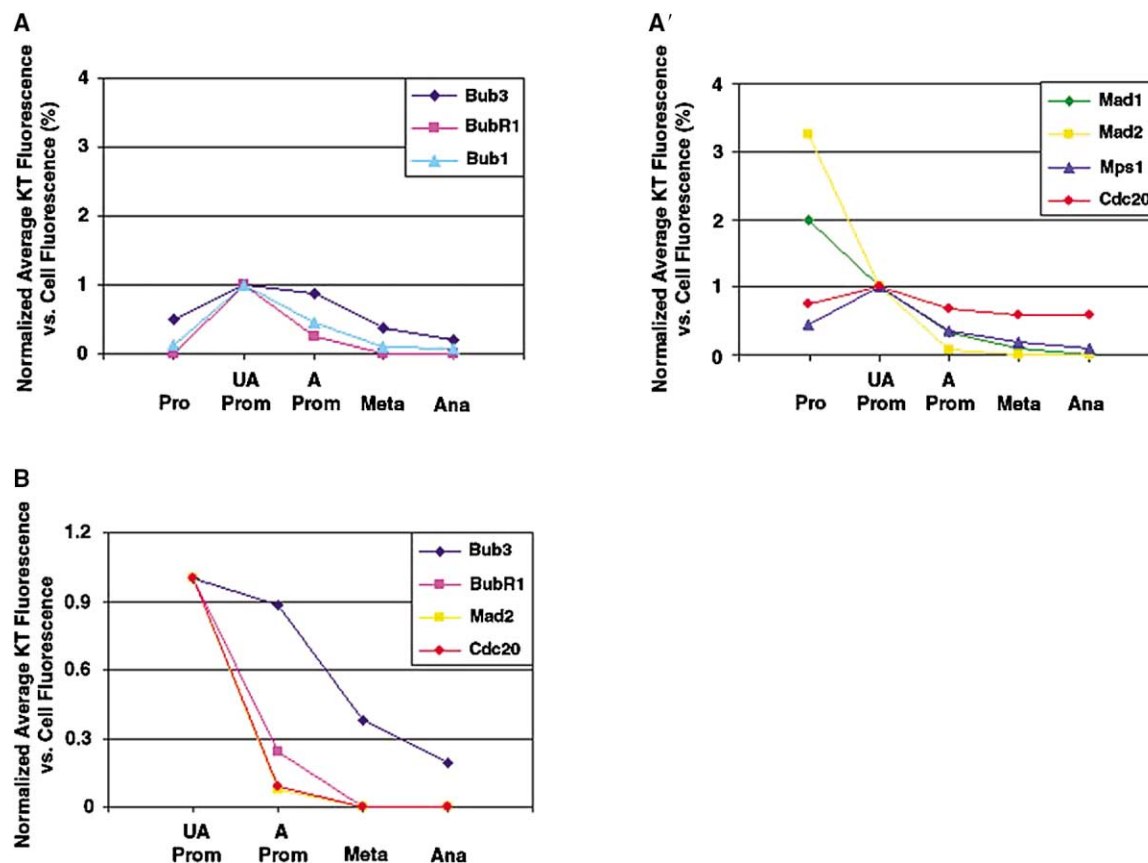 A
Normalized Average KT Fluorescence
vs. Cell Fluorescence (%)
4
3
2
1
0
Bub3
BubR1
Bub1
Pro
UA
Prom
A
Prom
Meta
Ana
A′
Normalized Average KT Fluorescence
vs. Cell Fluorescence (%)
4
3
2
1
0
Mad1
Mad2
Mps1
Cdc20
Pro
UA
Prom
A
Prom
Meta
Ana
B
Normalized Average KT Fluorescence
vs. Cell Fluorescence
1.2
0.9
0.6
0.3
0
Bub3
BubR1
Mad2
Cdc20
UA
Prom
A
Prom
Meta
Ana